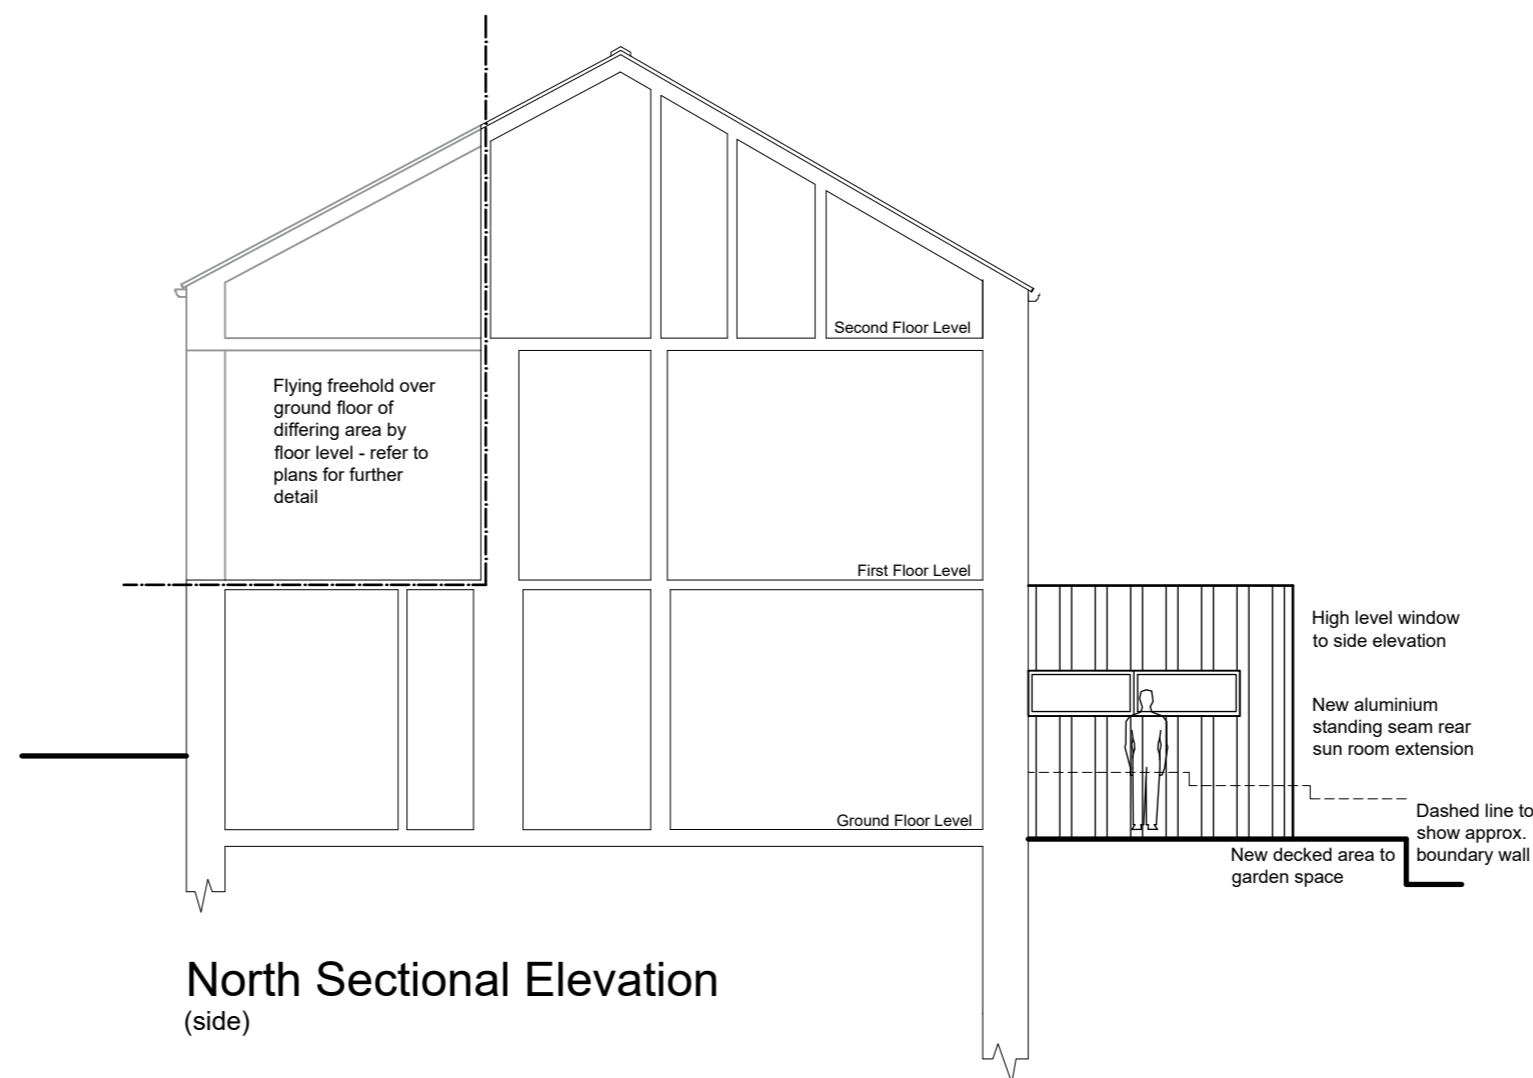 Second Floor Level
Flying freehold over
ground floor of
differing area by
floor level - refer to
plans for further
detail
First Floor Level
High level window
to side elevation
New aluminium
standing seam rear
sun room extension
Ground Floor Level
Dashed line to
show approx.
boundary wall
New decked area to
garden space
North Sectional Elevation
(side)